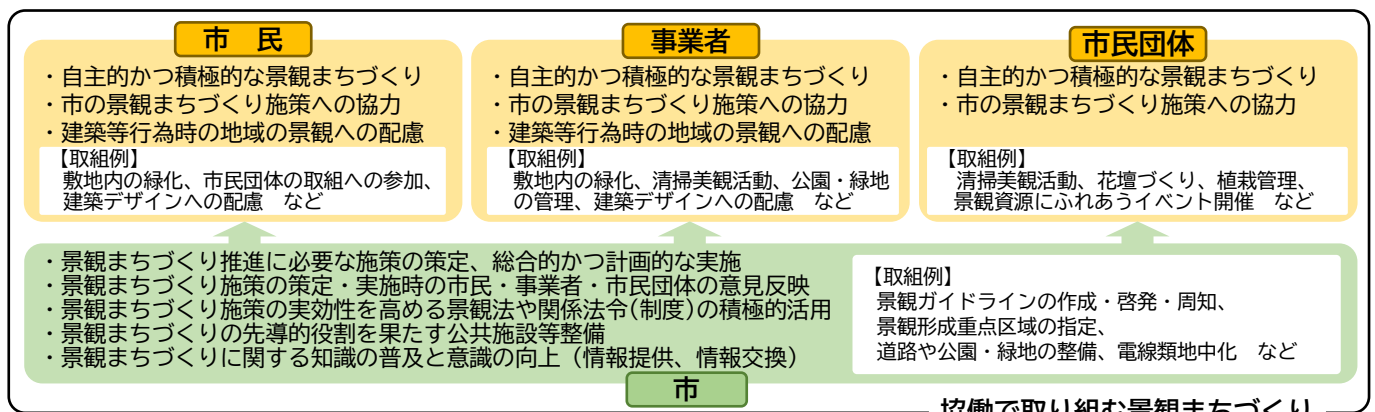 市　民
・自主的かつ積極的な景観まちづくり
・市の景観まちづくり施策への協力
・建築等行為時の地域の景観への配慮
【取組例】
敷地内の緑化、市民団体の取組への参加、
建築デザインへの配慮　など
事業者
・自主的かつ積極的な景観まちづくり
・市の景観まちづくり施策への協力
・建築等行為時の地域の景観への配慮
【取組例】
敷地内の緑化、清掃美観活動、公園・緑地
の管理、建築デザインへの配慮　など
市民団体
・自主的かつ積極的な景観まちづくり
・市の景観まちづくり施策への協力
【取組例】
清掃美観活動、花壇づくり、植栽管理、
景観資源にふれあうイベント開催　など
・景観まちづくり推進に必要な施策の策定、総合的かつ計画的な実施
・景観まちづくり施策の策定・実施時の市民・事業者・市民団体の意見反映
・景観まちづくり施策の実効性を高める景観法や関係法令(制度)の積極的活用
・景観まちづくりの先導的役割を果たす公共施設等整備
・景観まちづくりに関する知識の普及と意識の向上（情報提供、情報交換）
【取組例】
景観ガイドラインの作成・啓発・周知、
景観形成重点区域の指定、
道路や公園・緑地の整備、電線類地中化　など
市
協働で取り組む景観まちづくり